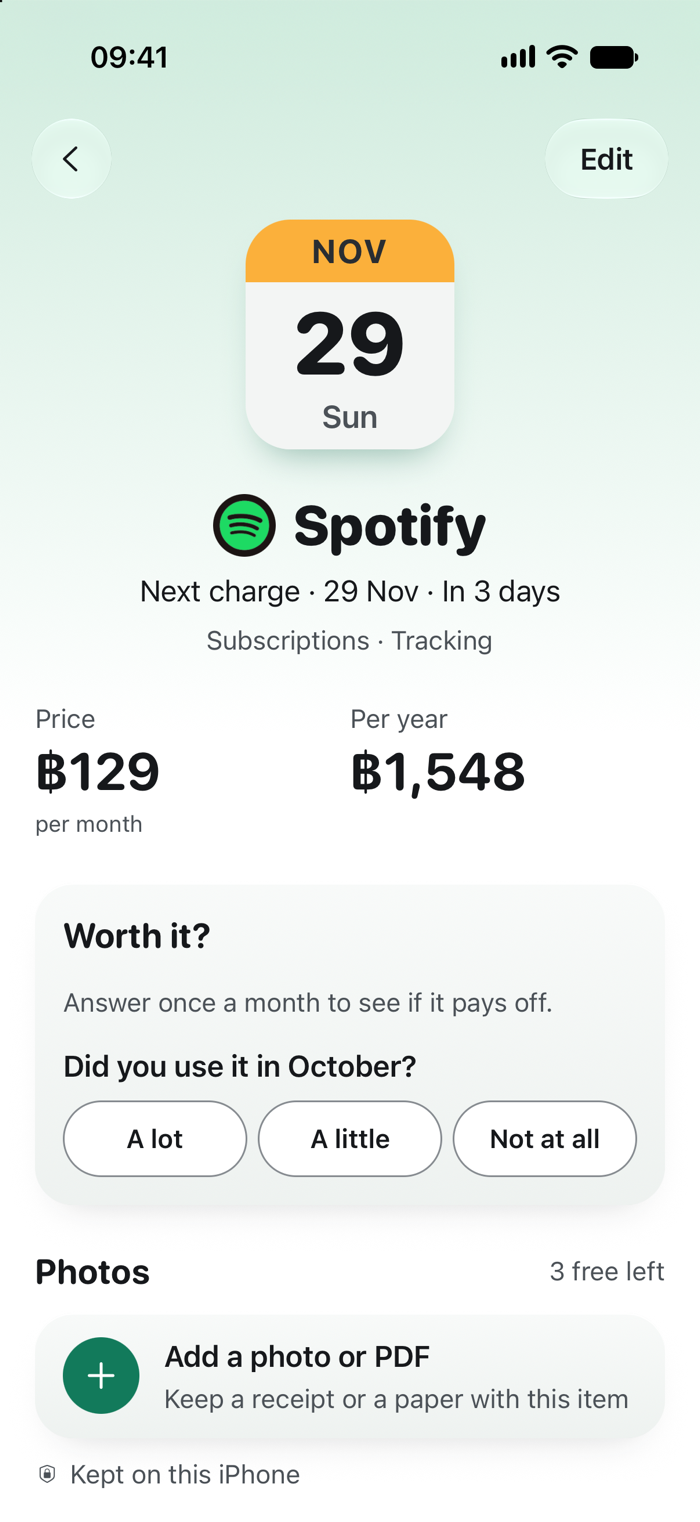 09:41
Edit
NOV
29
Sun
Spotify
Next charge · 29 Nov · In 3 days
Subscriptions · Tracking
Price
Per year
฿129
฿1,548
per month
Worth it?
Answer once a month to see if it pays off.
Did you use it in October?
A lot
A little
Not at all
Photos
3 free left
Add a photo or PDF
Keep a receipt or a paper with this item
Kept on this iPhone